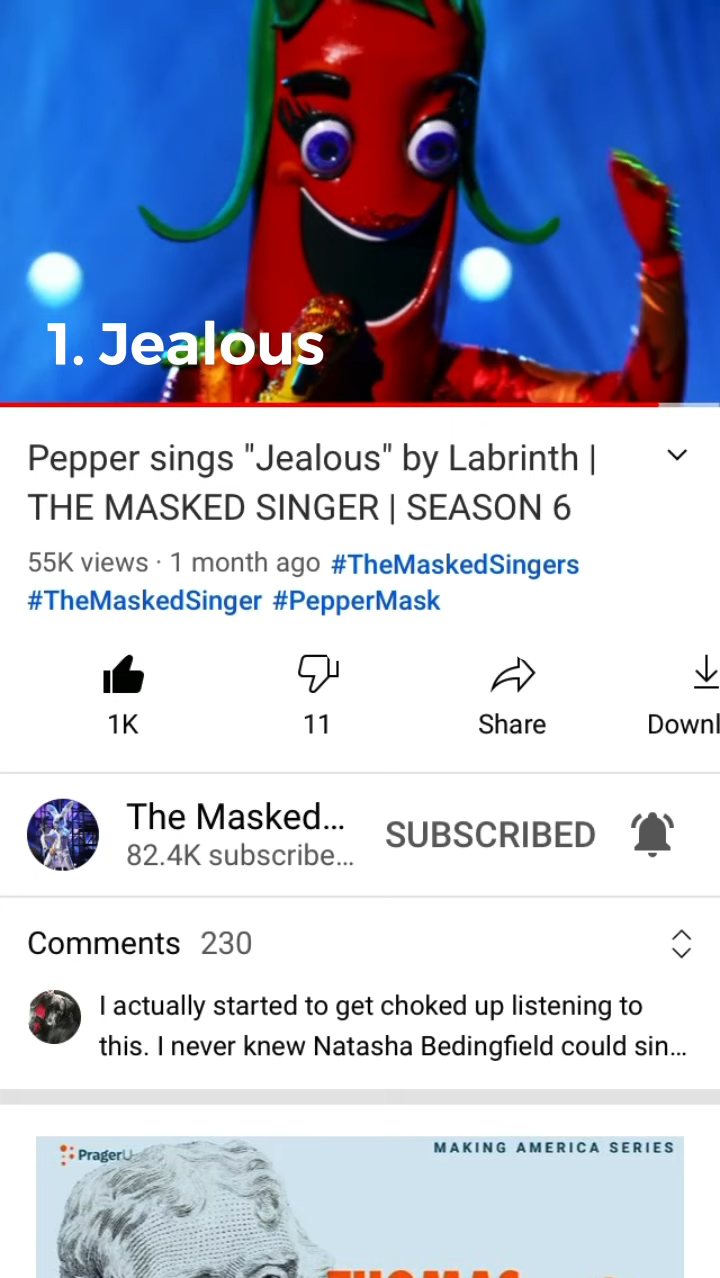 1. Jealous
Pepper sings "Jealous" by Labrinth |
THE MASKED SINGER | SEASON 6
55K views · 1 month ago #TheMaskedSingers
#TheMaskedSinger #PepperMask
1K
11
Share
Downl
The Masked...
82.4K subscribe...
SUBSCRIBED
Comments 230
I actually started to get choked up listening to
this. I never knew Natasha Bedingfield could sin...
PragerU
MAKING AMERICA SERIES
THOMAS